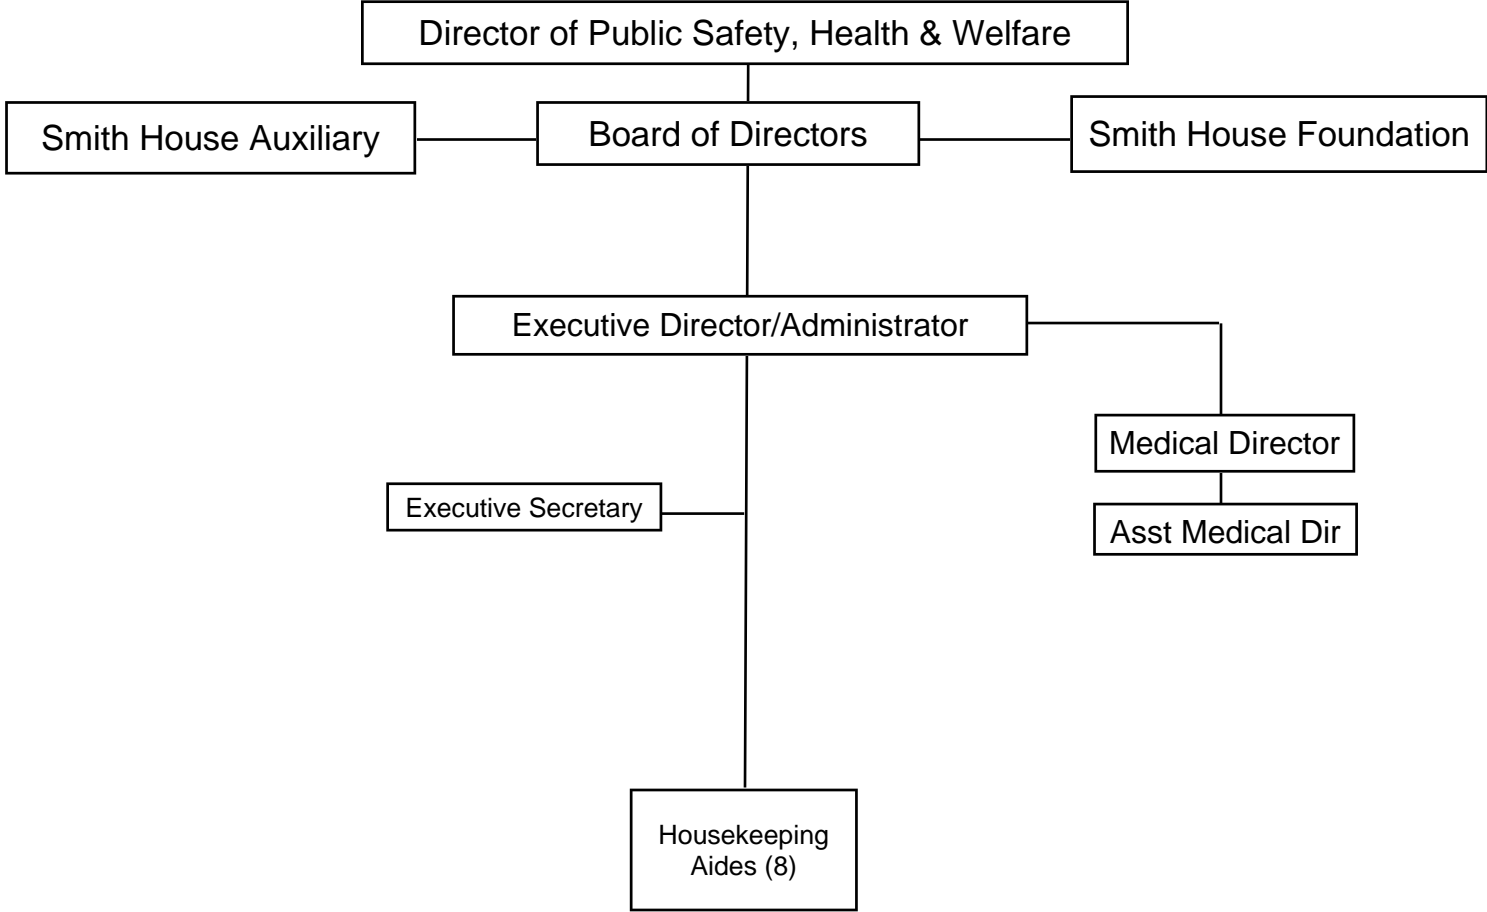 Director of Public Safety, Health & Welfare
Smith House Auxiliary
Board of Directors
Smith House Foundation
Executive Director/Administrator
Medical Director
Executive Secretary
Asst Medical Dir
Housekeeping
Aides (8)